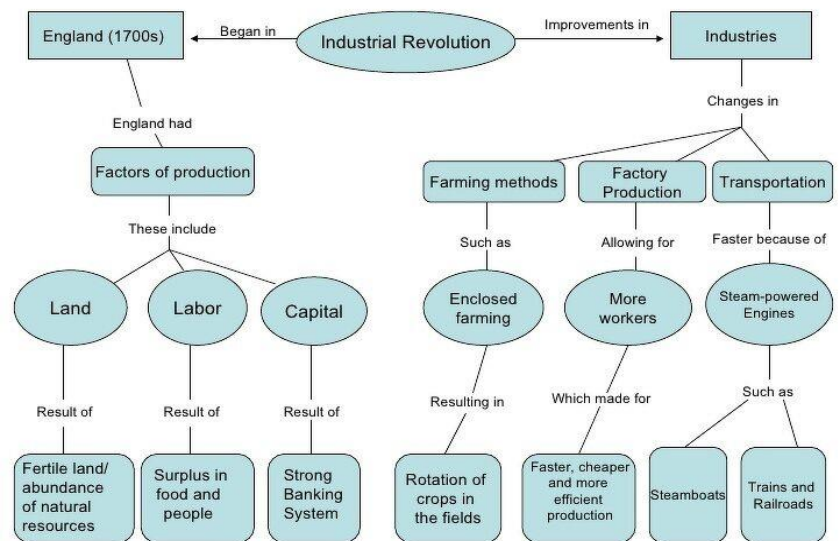 England (1700s)
Began in
Industrial Revolution
Improvements in
Industries
England had
Factors of production
These include
Land
Labor
Capital
Result of
Result of
Result of
Fertile land/
abundance
of natural
resources
Surplus in
food and
people
Strong
Banking
System
Changes in
Farming methods
Factory
Production
Transportation
Such as
Allowing for
Faster because of
Enclosed
farming
More
workers
Steam-powered
Engines
Resulting in
Which made for
Such as
Rotation of
crops in
the fields
Faster, cheaper
and more
efficient
production
Steamboats
Trains and
Railroads